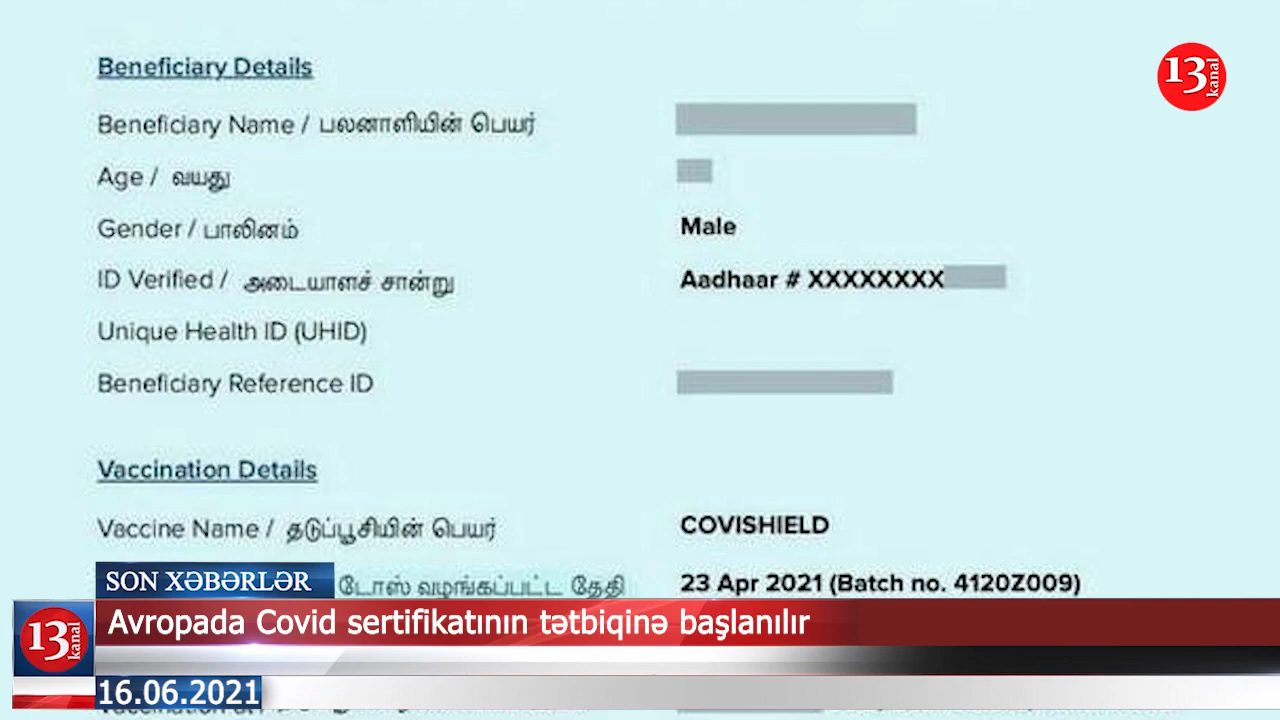 Beneficiary Details
13 kanal
Beneficiary Name / பலனாளியின் பெயர்
Age / வயது
Gender / பாலினம் Male
ID Verified / அடையாளச் சான்று Aadhaar # XXXXXXXX
Unique Health ID (UHID)
Beneficiary Reference ID
Vaccination Details
Vaccine Name / தடுப்பூசியின் பெயர் COVISHIELD
டோஸ் வழங்கப்பட்ட தேதி 23 Apr 2021 (Batch no. 4120Z009)
SON XƏBƏRLƏR
13 kanal
Avropada Covid sertifikatının tətbiqinə başlanılır
16.06.2021